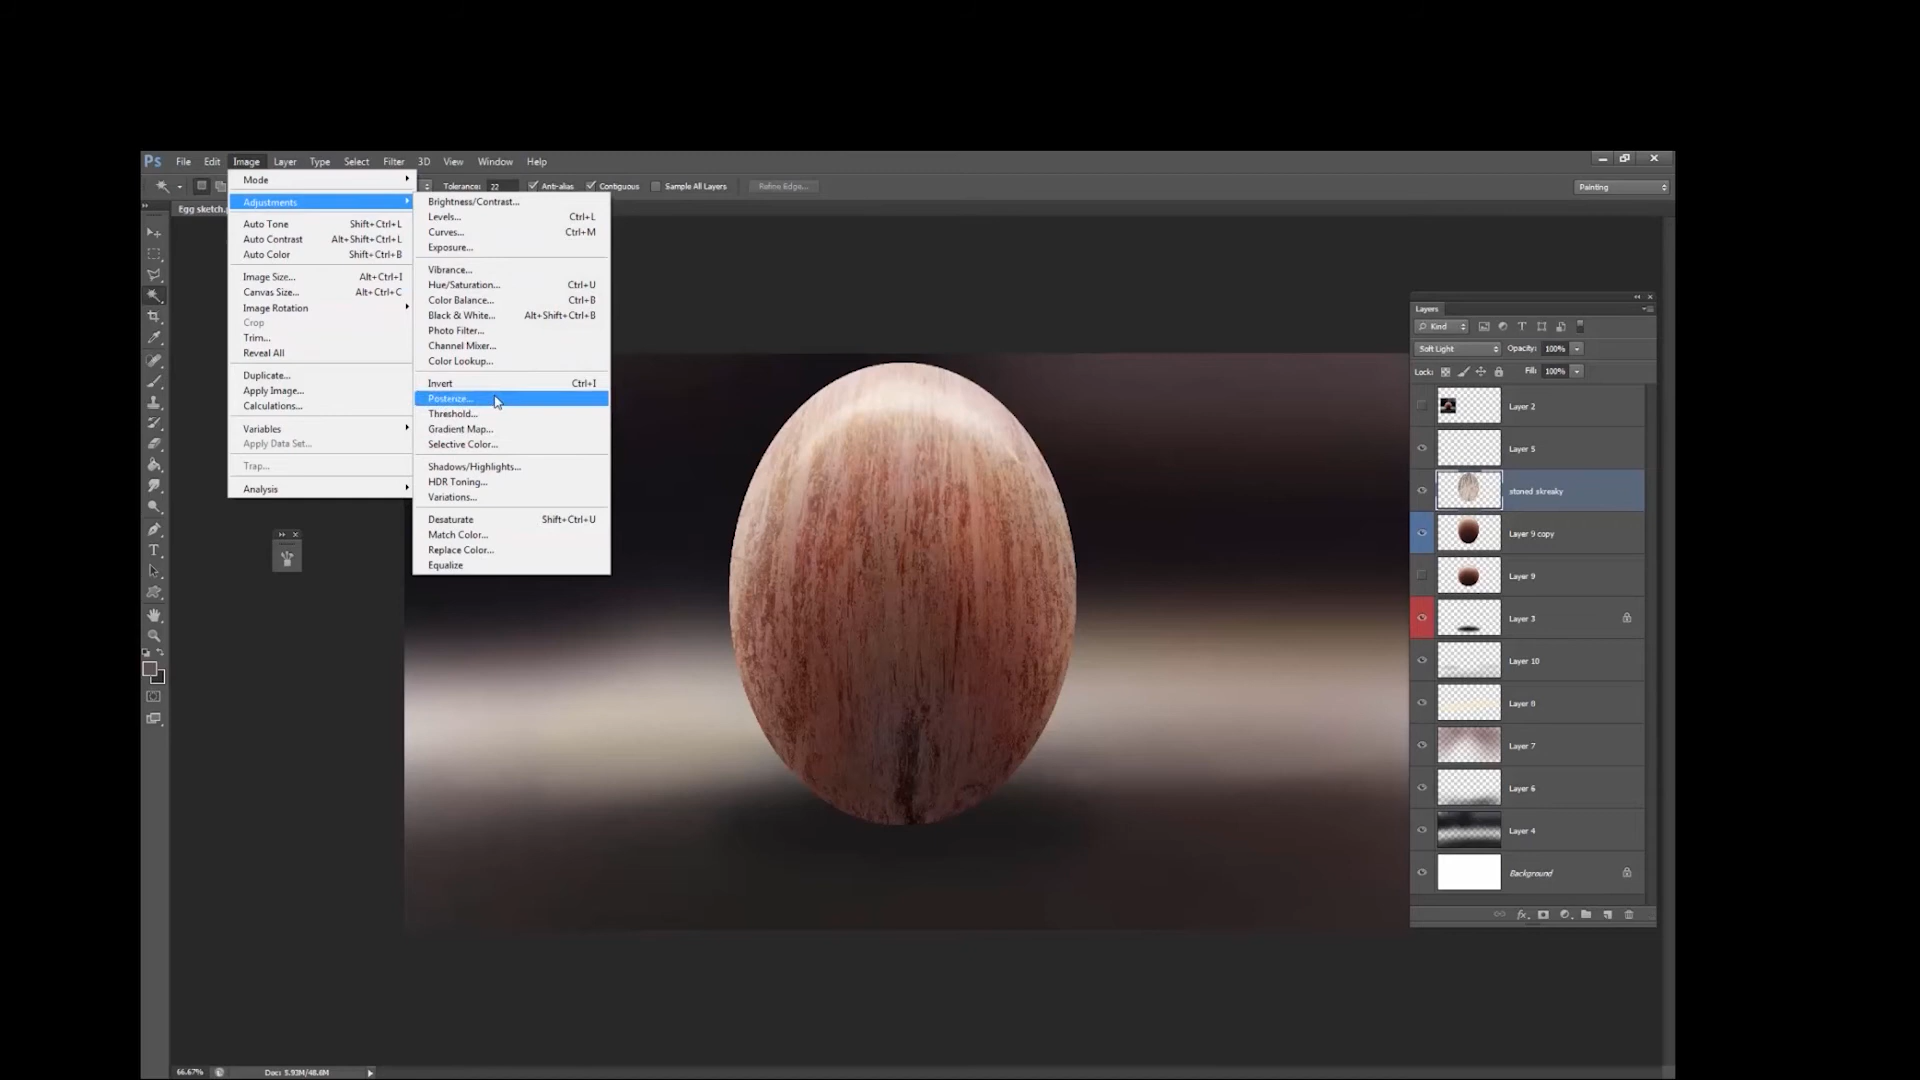 Ps File Edit Image Layer Type Select Filter 3D View Window Help
Tolerance: 22 Anti-alias Contiguous Sample All Layers Refine Edge... Painting
Egg sketch.
Mode
Adjustments
Auto Tone Shift+Ctrl+L
Auto Contrast Alt+Shift+Ctrl+L
Auto Color Shift+Ctrl+B
Image Size... Alt+Ctrl+I
Canvas Size... Alt+Ctrl+C
Image Rotation
Crop
Trim...
Reveal All
Duplicate...
Apply Image...
Calculations...
Variables
Apply Data Set...
Trap...
Analysis
Brightness/Contrast...
Levels... Ctrl+L
Curves... Ctrl+M
Exposure...
Vibrance...
Hue/Saturation... Ctrl+U
Color Balance... Ctrl+B
Black & White... Alt+Shift+Ctrl+B
Photo Filter...
Channel Mixer...
Color Lookup...
Invert Ctrl+I
Posterize...
Threshold...
Gradient Map...
Selective Color...
Shadows/Highlights...
HDR Toning...
Variations...
Desaturate Shift+Ctrl+U
Match Color...
Replace Color...
Equalize
Layers
Kind
Soft Light Opacity: 100%
Lock: Fill: 100%
Layer 2
Layer 5
stoned skreaky
Layer 9 copy
Layer 9
Layer 3
Layer 10
Layer 8
Layer 7
Layer 6
Layer 4
Background
fx
66.67% Doc: 5.93M/48.6M